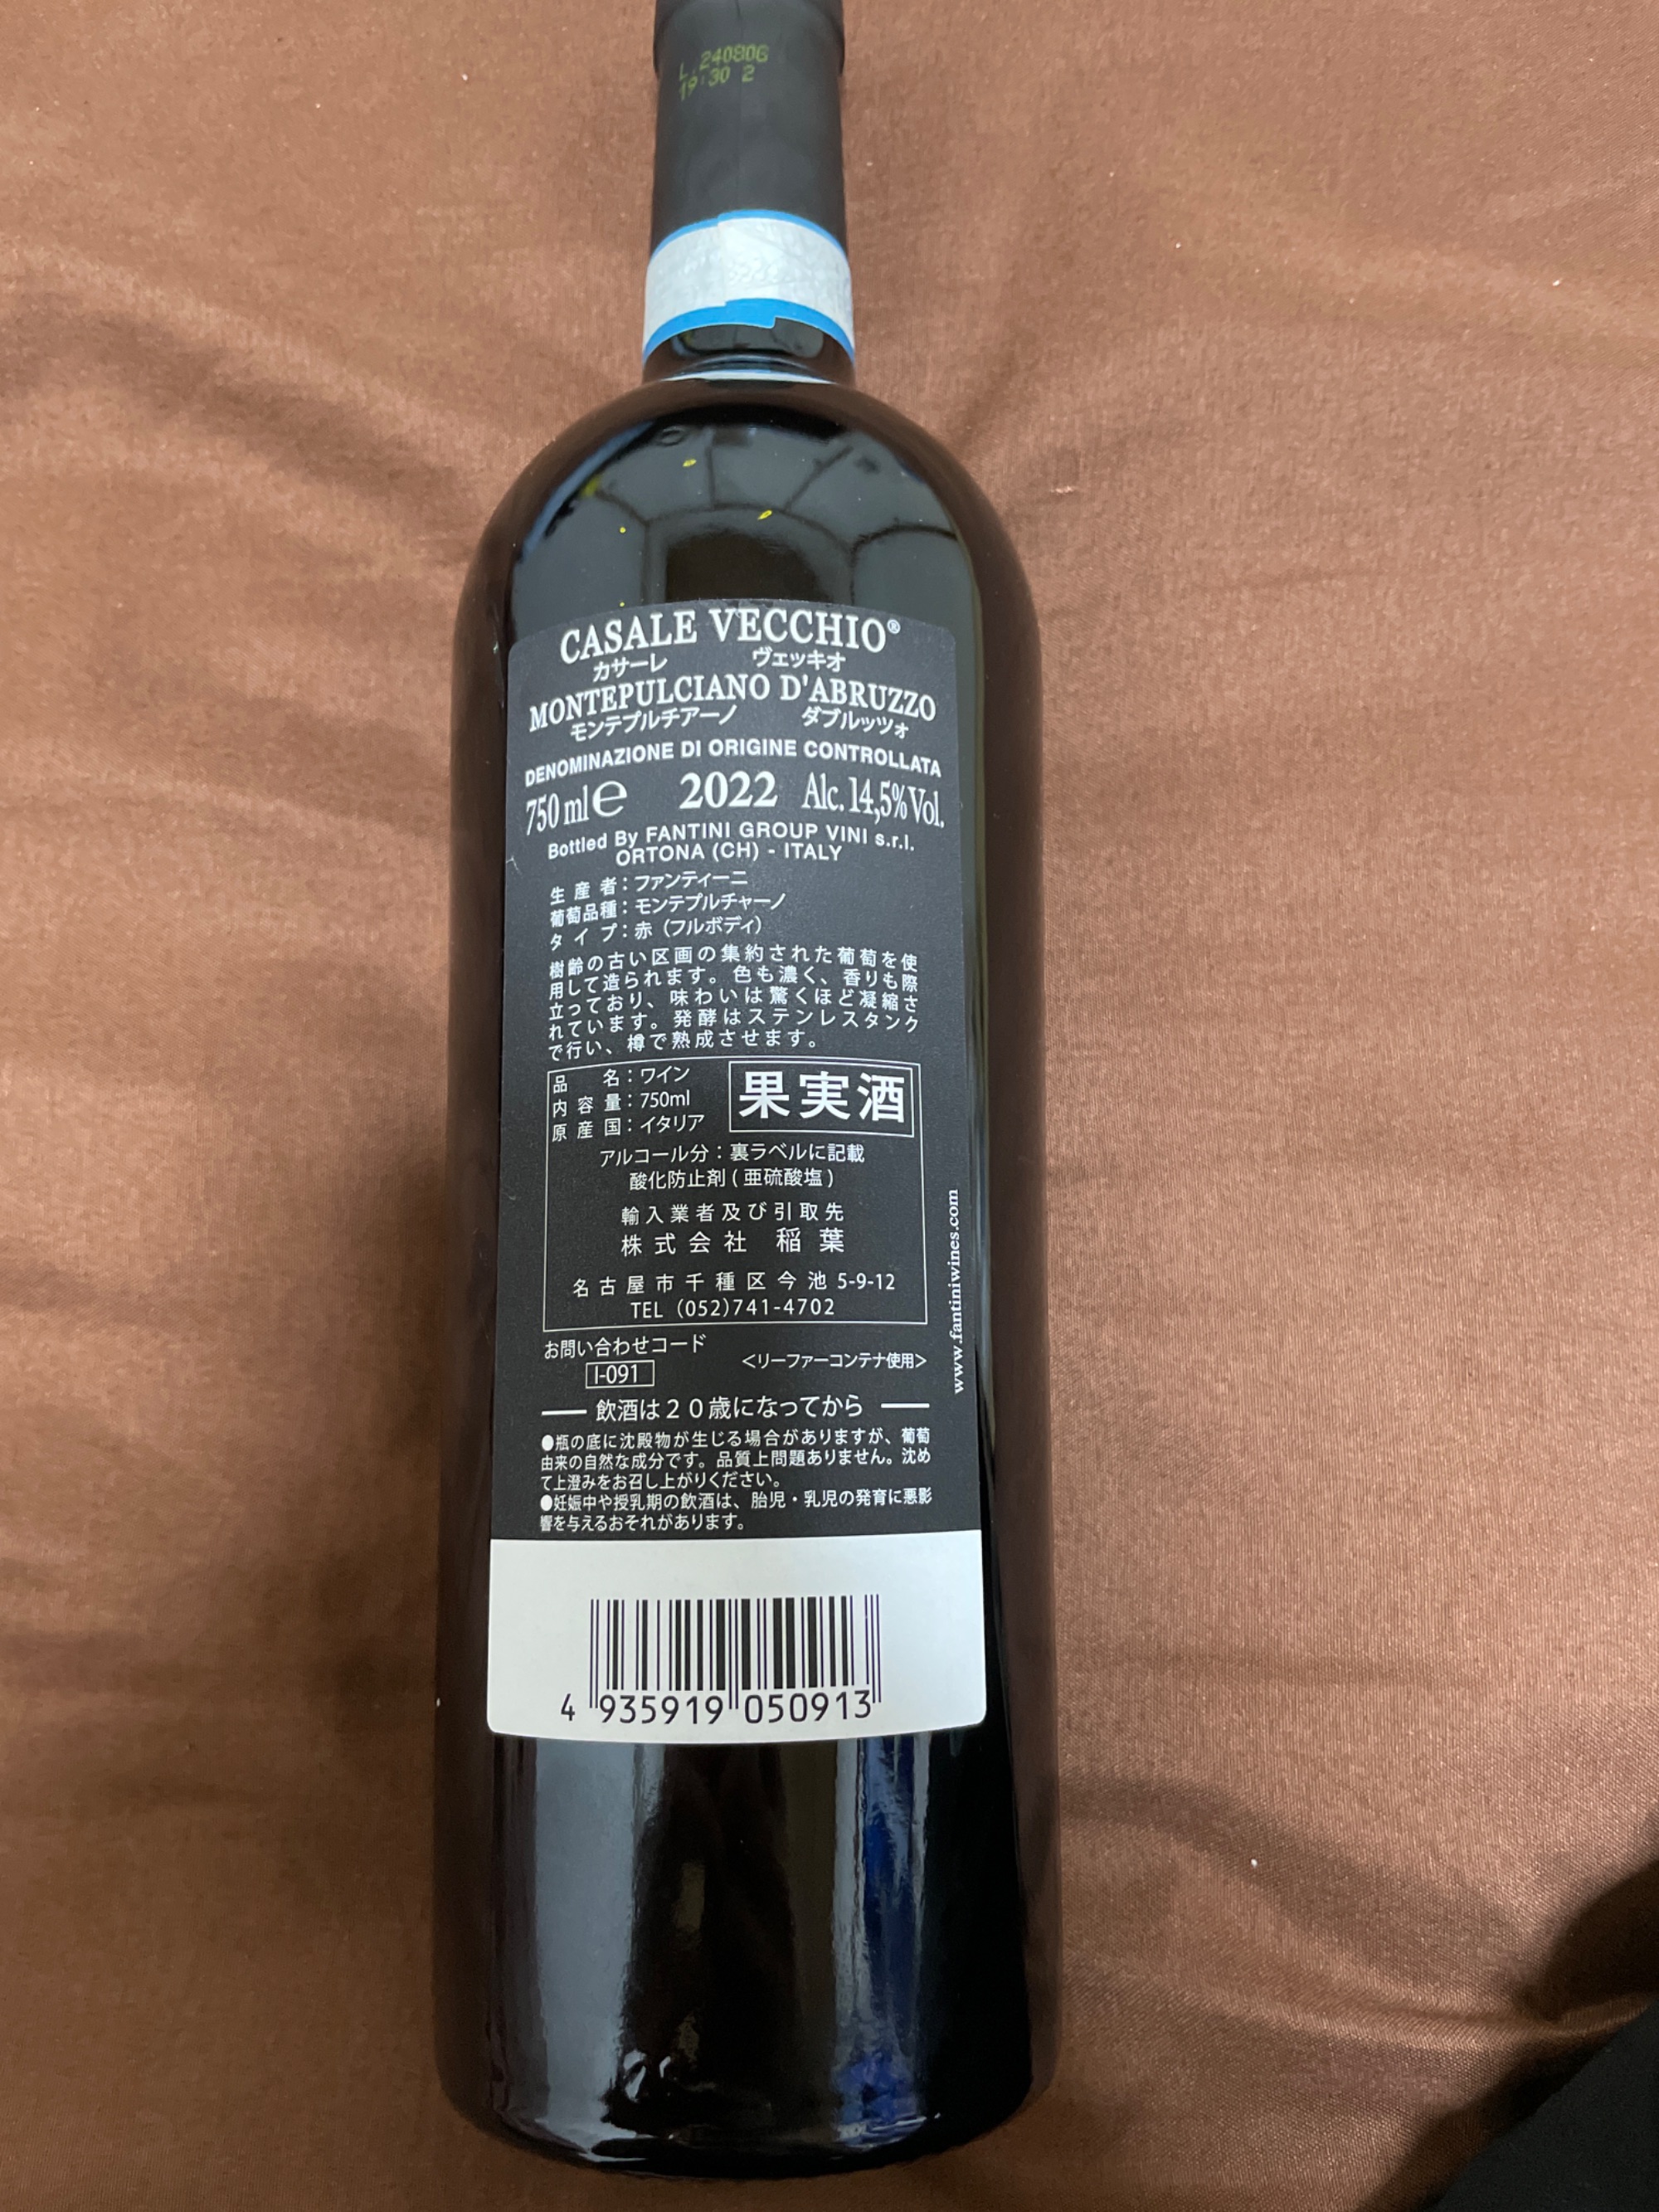 L.240806
19:30 2
CASALE VECCHIO®
カサーレ ヴェッキオ
MONTEPULCIANO D'ABRUZZO
モンテプルチアーノ ダブルッツォ
DENOMINAZIONE DI ORIGINE CONTROLLATA
750 ml℮ 2022 Alc. 14,5% Vol.
Bottled By FANTINI GROUP VINI s.r.l.
ORTONA (CH) - ITALY
生産者：ファンティーニ
葡萄品種：モンテプルチャーノ
タイプ：赤（フルボディ）
樹齢の古い区画の集約された葡萄を使
用して造られます。色も濃く、香りも際
立っており、味わいは驚くほど凝縮さ
れています。発酵はステンレスタンク
で行い、樽で熟成させます。
品名：ワイン
内容量：750ml
原産国：イタリア
果実酒
アルコール分：裏ラベルに記載
酸化防止剤(亜硫酸塩)
輸入業者及び引取先
株式会社 稲葉
名古屋市千種区今池 5-9-12
TEL (052)741-4702
お問い合わせコード
I-091
＜リーファーコンテナ使用＞
www.fantiniwines.com
飲酒は２０歳になってから
●瓶の底に沈殿物が生じる場合がありますが、葡萄
由来の自然な成分です。品質上問題ありません。沈め
て上澄みをお召し上がりください。
●妊娠中や授乳期の飲酒は、胎児・乳児の発育に悪影
響を与えるおそれがあります。
4 935919 050913